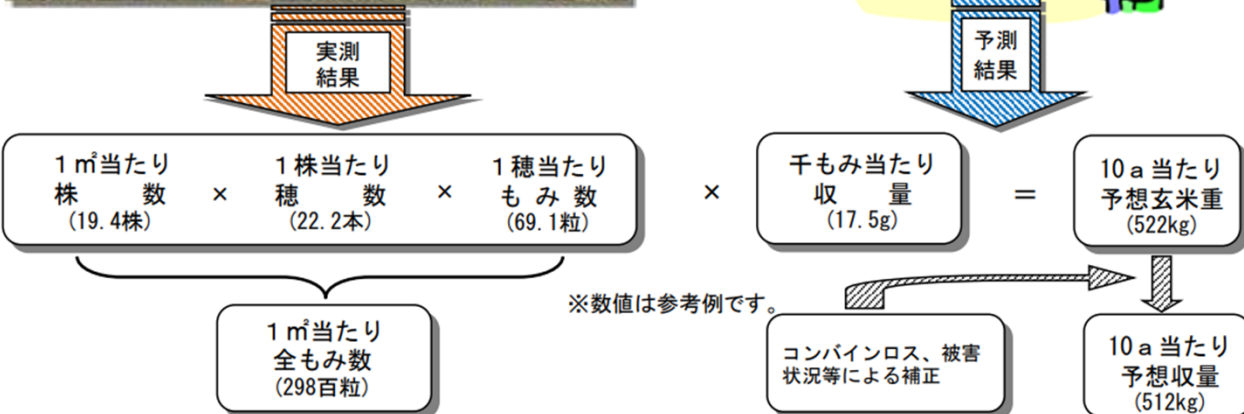 実測
結果
予測
結果
1㎡当たり
株　　数
(19.4株)
×
1株当たり
穂　　数
(22.2本)
×
1穂当たり
もみ数
(69.1粒)
×
千もみ当たり
収　　量
(17.5g)
＝
10a当たり
予想玄米重
(522kg)
1㎡当たり
全もみ数
(298百粒)
※数値は参考例です。
コンバインロス、被害
状況等による補正
10a当たり
予想収量
(512kg)